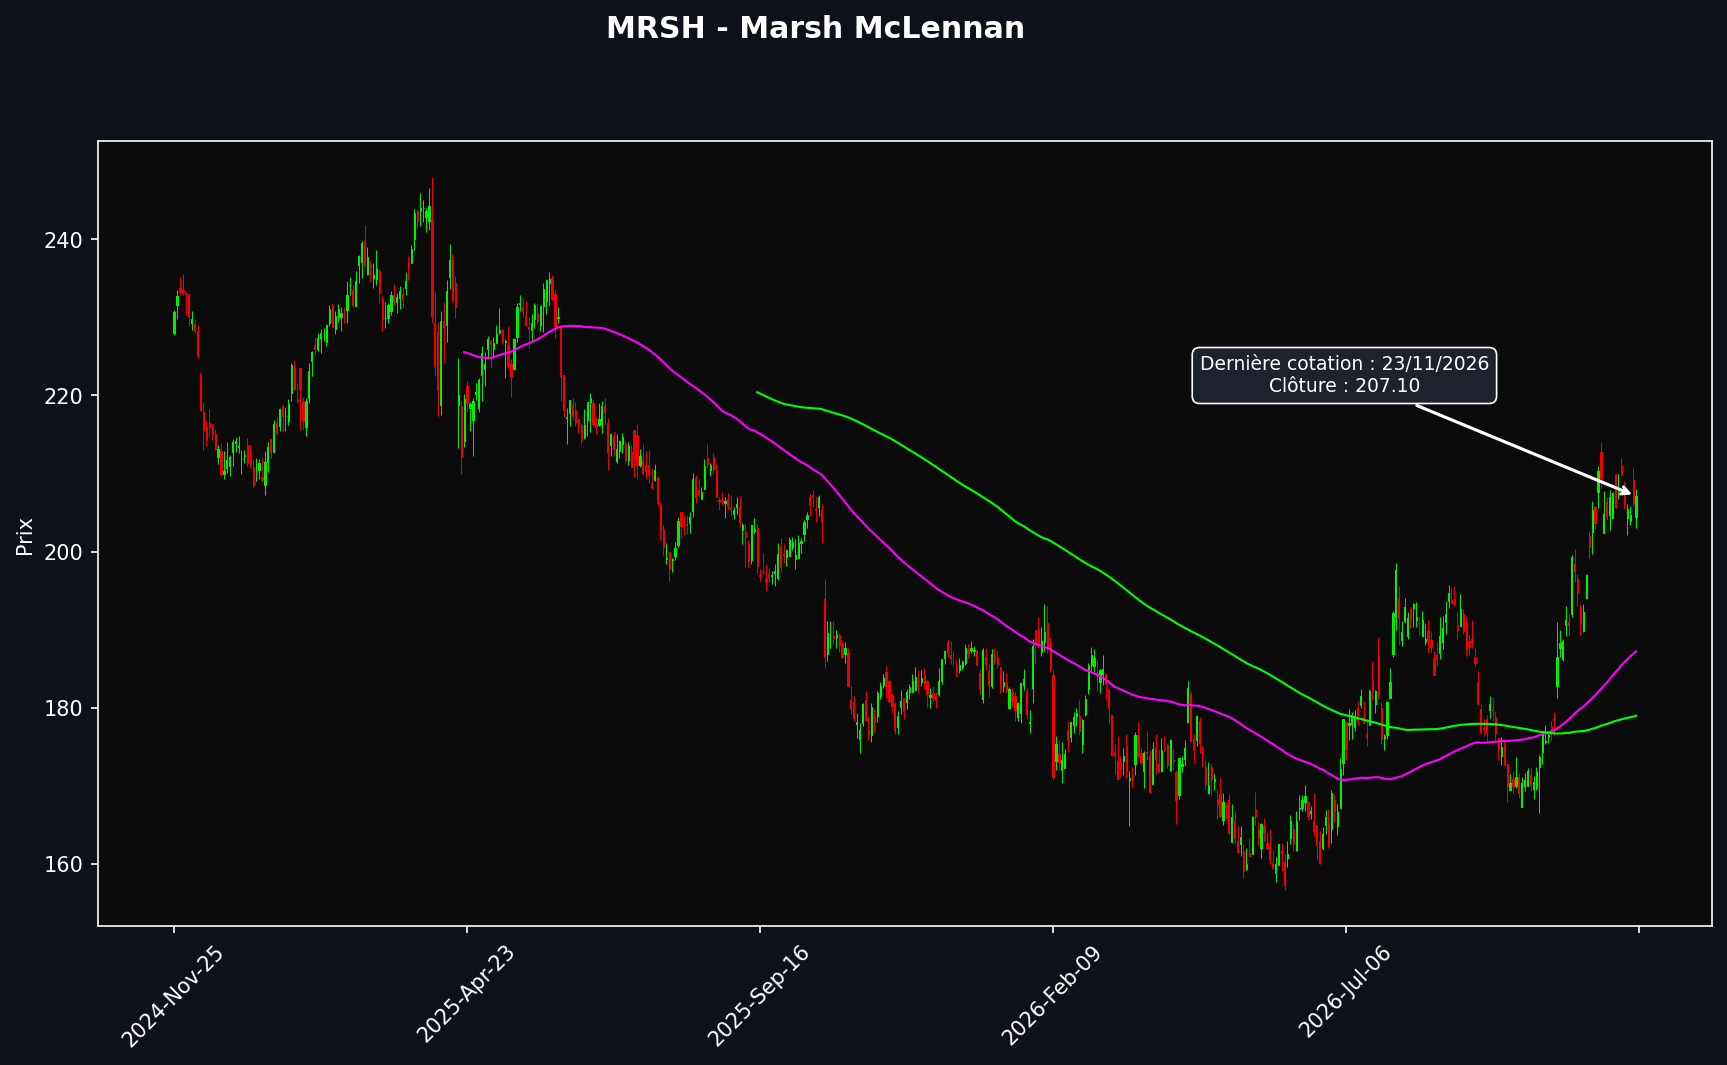 MRSH - Marsh McLennan
240
220
200
180
160
Prix
Dernière cotation : 23/11/2026
Clôture : 207.10
2024-Nov-25
2025-Apr-23
2025-Sep-16
2026-Feb-09
2026-Jul-06